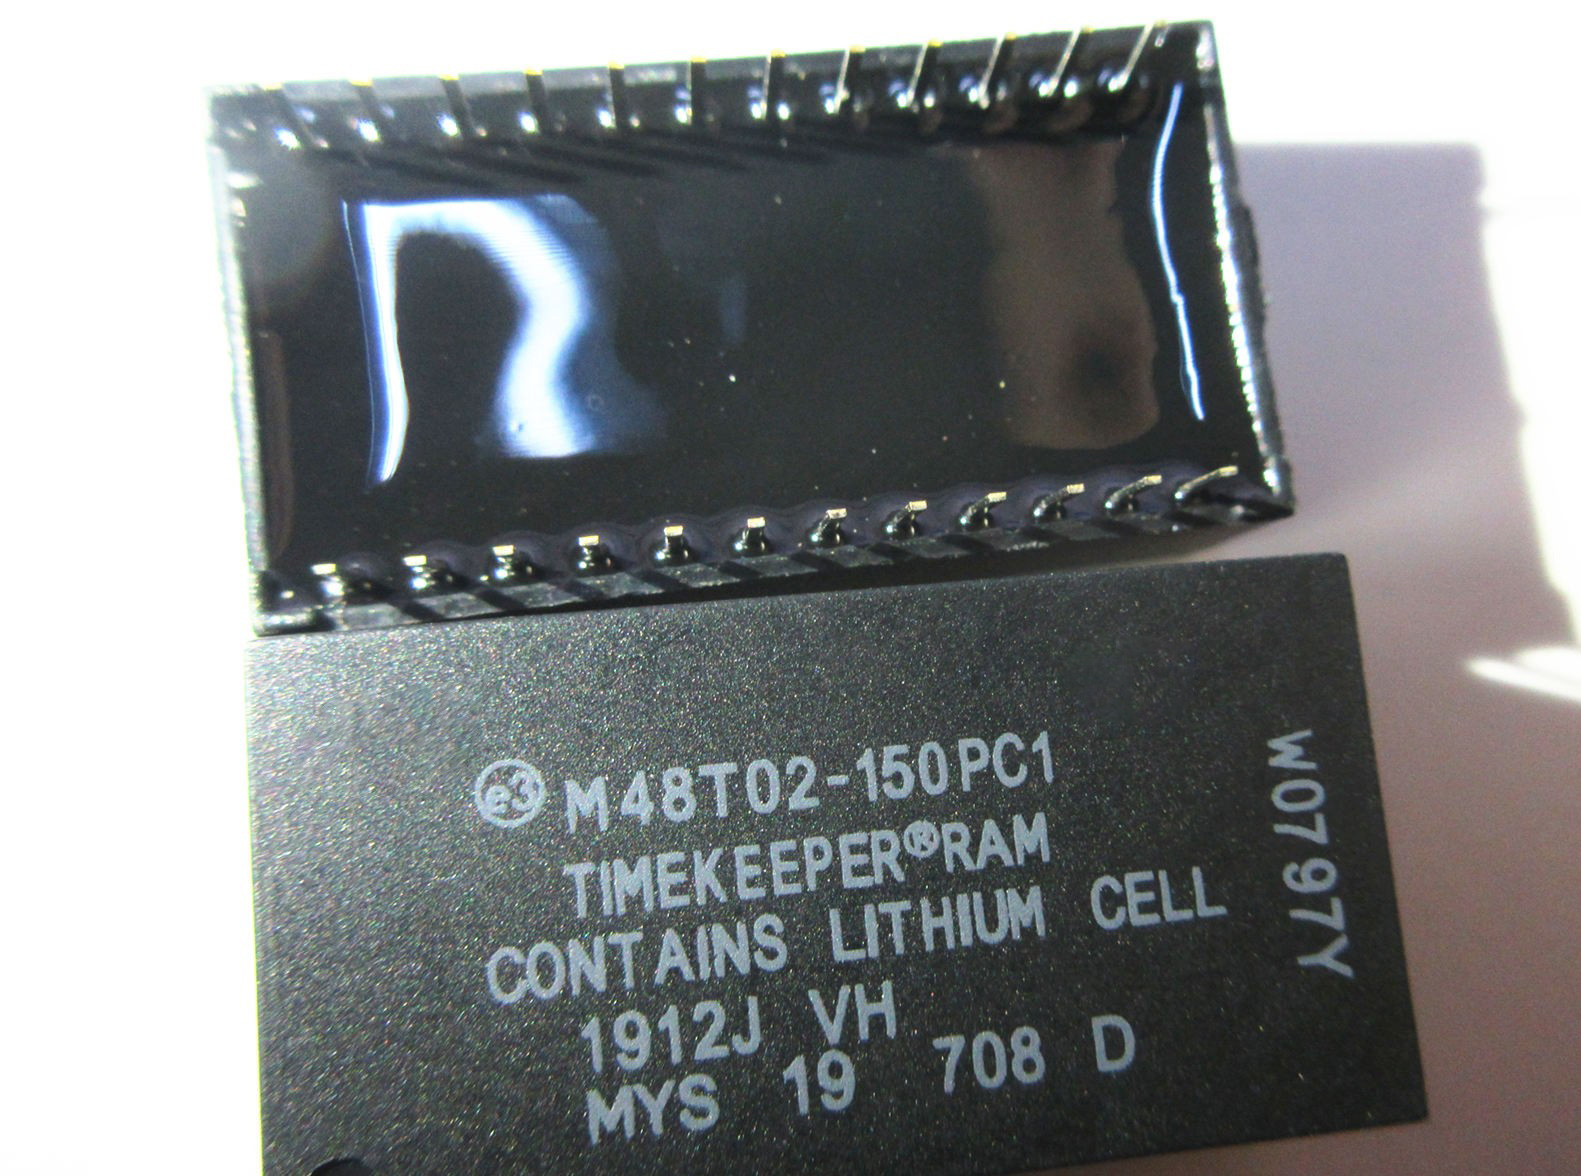 e3 M48T02-150PC1
TIMEKEEPER®RAM
CONTAINS LITHIUM CELL
1912J VH
MYS 19 708 D
W0797Y